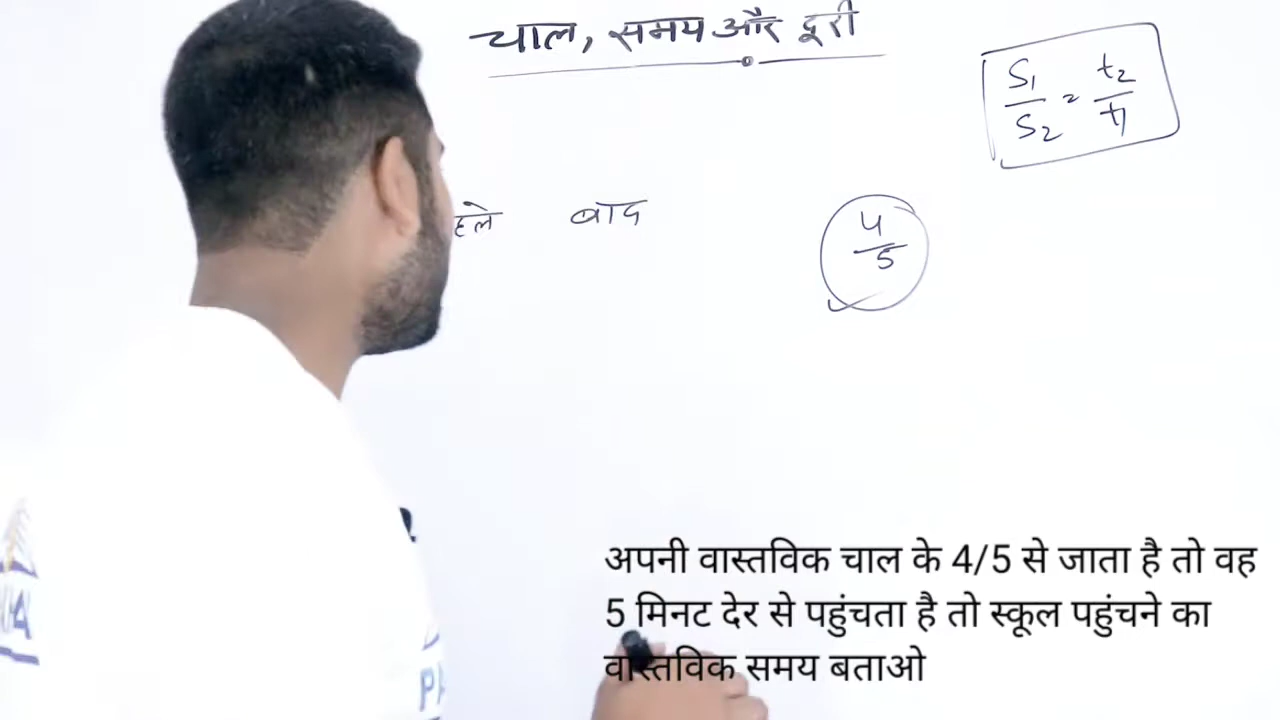 चाल, समय और दूरी
S₁/S₂ = t₂/t₁
बाद
4/5
अपनी वास्तविक चाल के 4/5 से जाता है तो वह
5 मिनट देर से पहुंचता है तो स्कूल पहुंचने का
वास्तविक समय बताओ